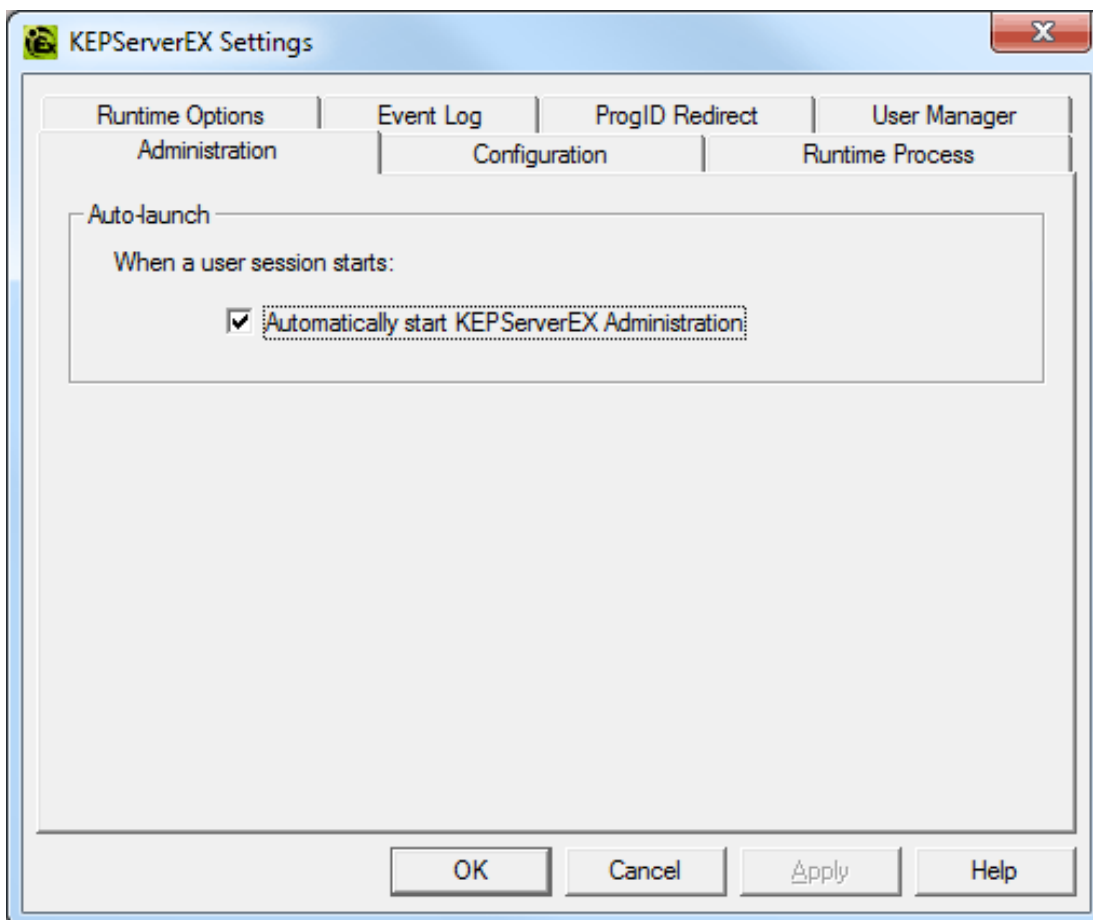 KEPServerEX Settings
Runtime Options Event Log ProgID Redirect User Manager
Administration Configuration Runtime Process
Auto-launch
When a user session starts:
Automatically start KEPServerEX Administration
OK Cancel Apply Help